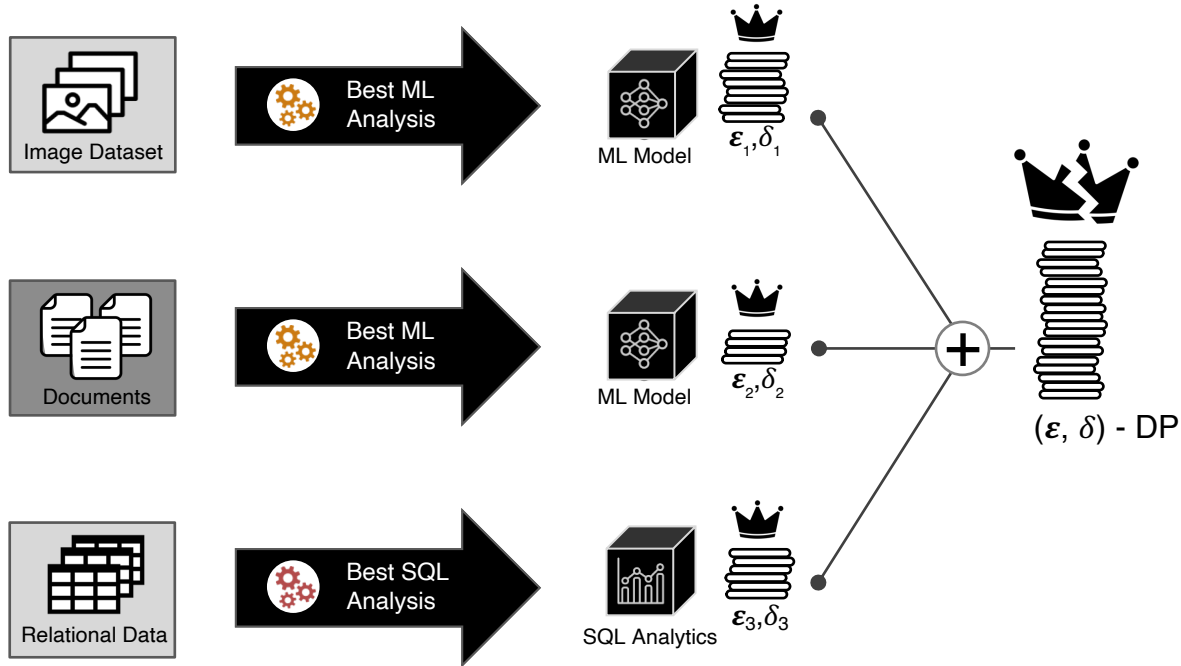 Image Dataset
Best ML
Analysis
ML Model
ε₁,δ₁
Documents
Best ML
Analysis
ML Model
ε₂,δ₂
+
(ε, δ) - DP
Relational Data
Best SQL
Analysis
SQL Analytics
ε₃,δ₃